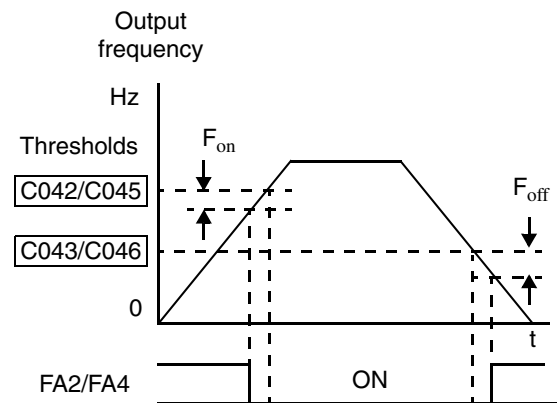 Output
frequency
Hz
Thresholds
Fon
C042/C045
Foff
C043/C046
0
t
FA2/FA4
ON